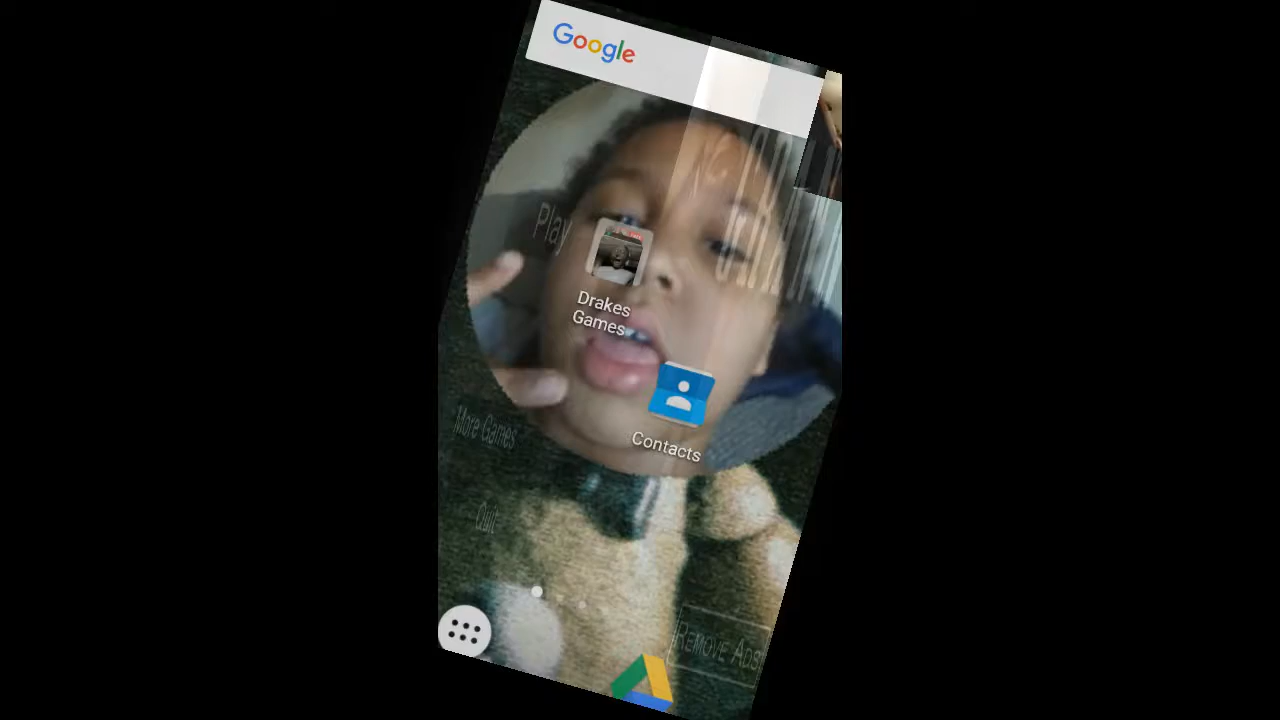 Google
Play
Drakes
Games
Contacts
More Games
Quit
REMOVE ADS